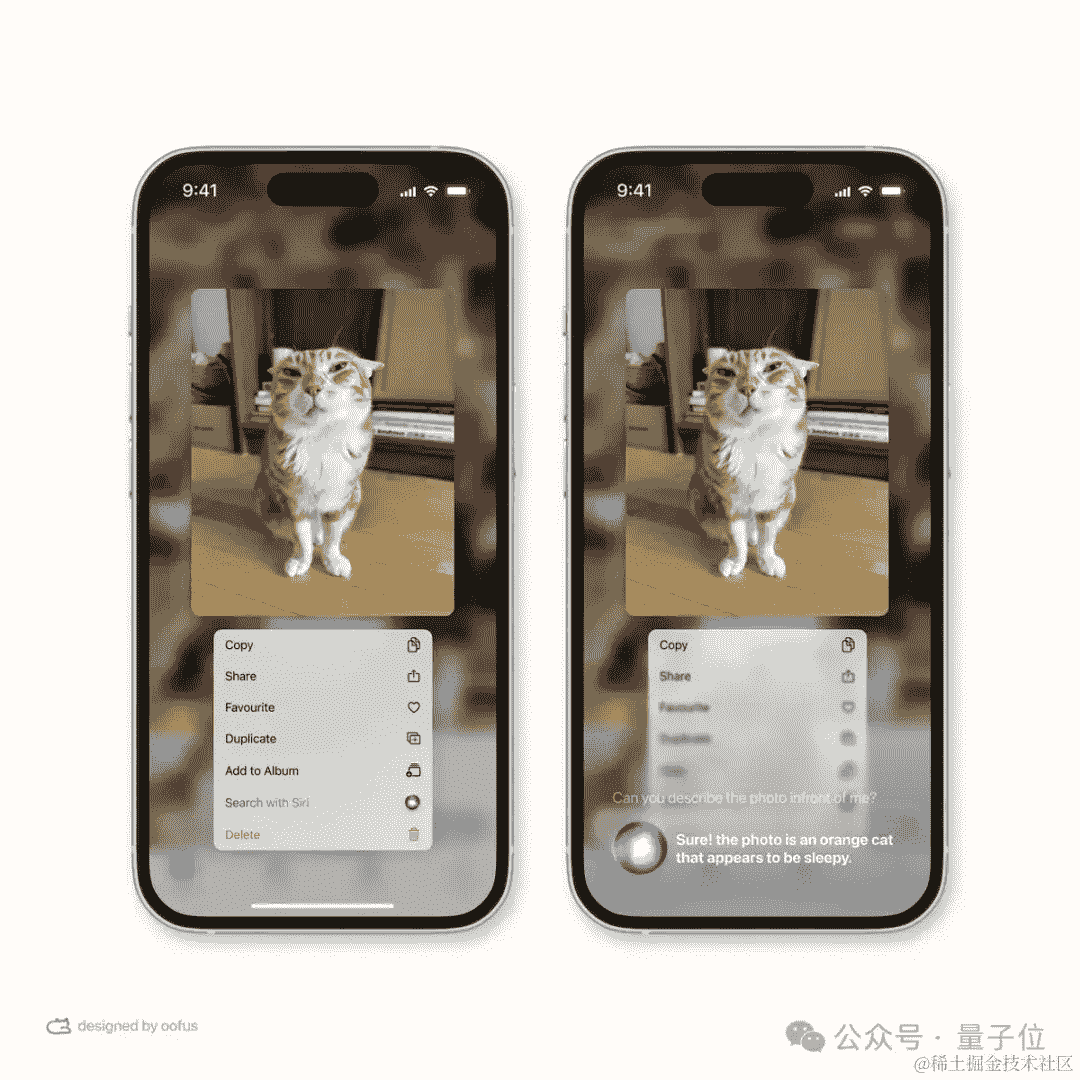 9:41
Copy
Share
Favourite
Duplicate
Add to Album
Search with Siri
Delete
9:41
Copy
Share
Favourite
Duplicate
Can you describe the photo infront of me?
Sure! the photo is an orange cat
that appears to be sleepy.
designed by oofus
公众号 · 量子位
@稀土掘金技术社区